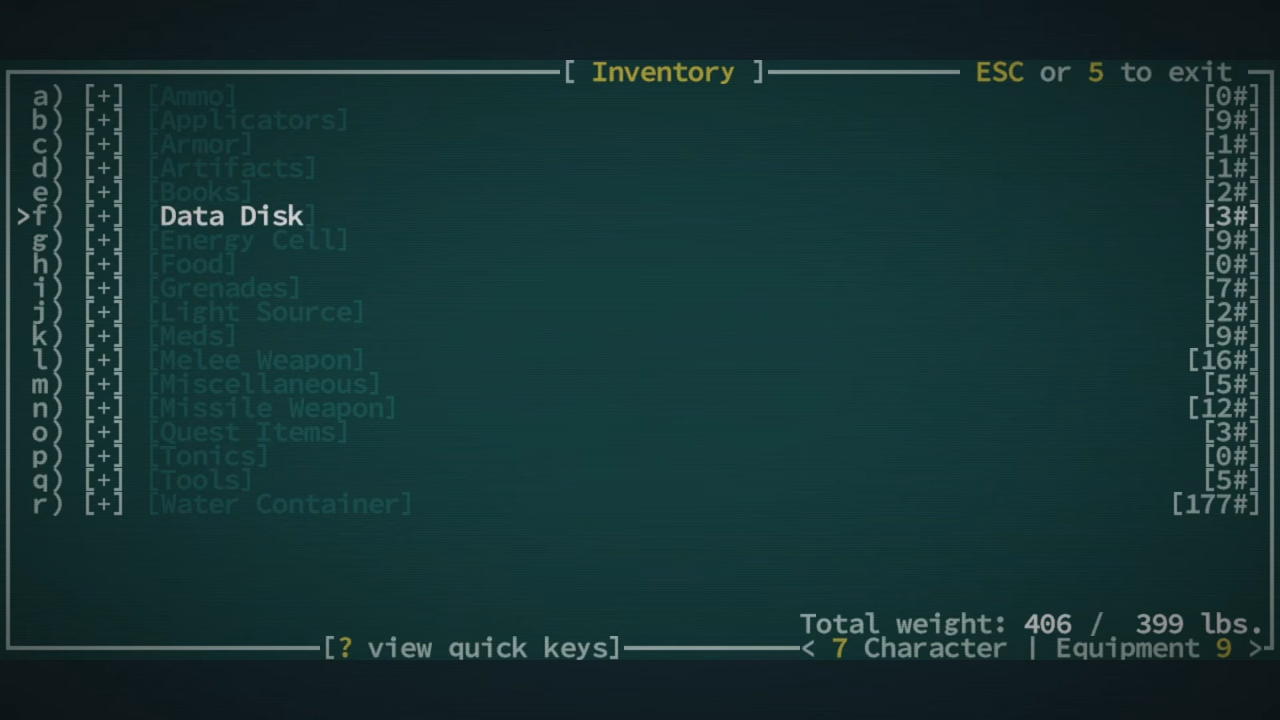 [ Inventory ] ESC or 5 to exit
a) [+] [Ammo] [0#]
b) [+] [Applicators] [9#]
c) [+] [Armor] [1#]
d) [+] [Artifacts] [1#]
e) [+] [Books] [2#]
>f) [+] [Data Disk] [3#]
g) [+] [Energy Cell] [9#]
h) [+] [Food] [0#]
i) [+] [Grenades] [7#]
j) [+] [Light Source] [2#]
k) [+] [Meds] [9#]
l) [+] [Melee Weapon] [16#]
m) [+] [Miscellaneous] [5#]
n) [+] [Missile Weapon] [12#]
o) [+] [Quest Items] [3#]
p) [+] [Tonics] [0#]
q) [+] [Tools] [5#]
r) [+] [Water Container] [177#]
Total weight: 406 / 399 lbs.
[? view quick keys] < 7 Character | Equipment 9 >